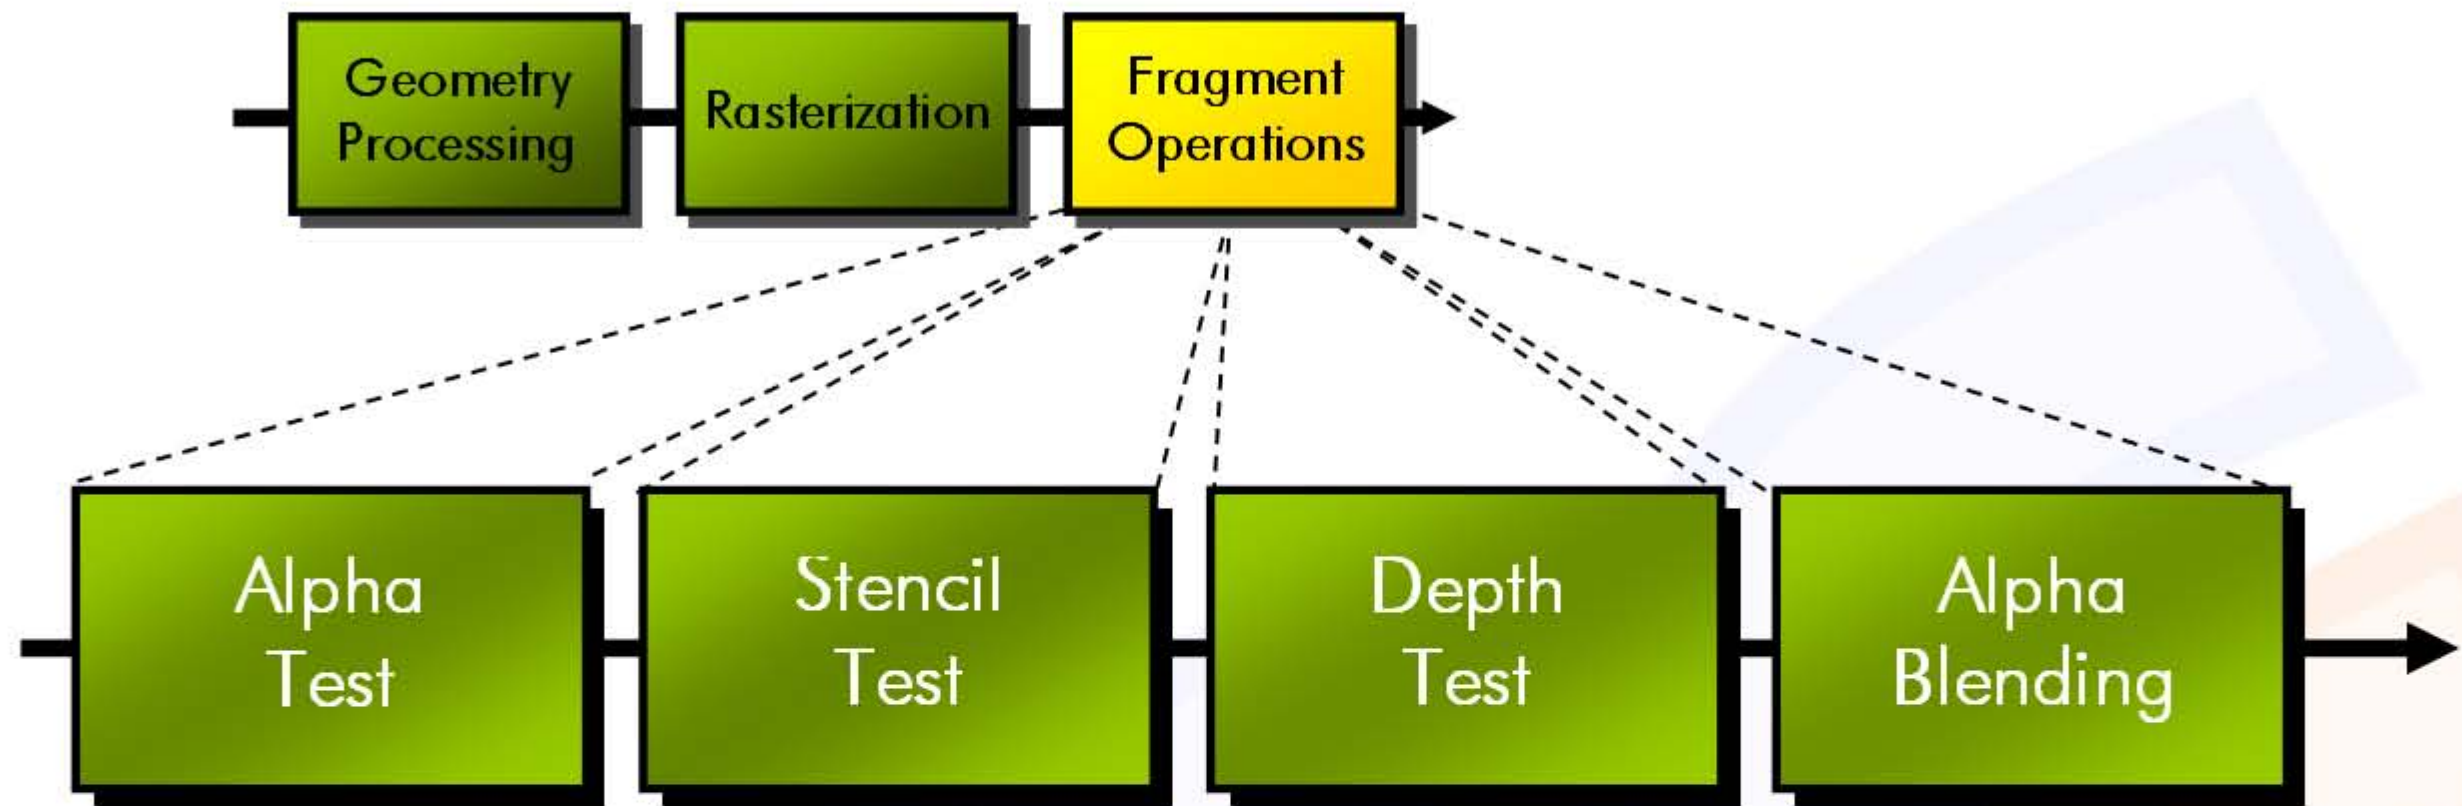 Geometry
Processing
Rasterization
Fragment
Operations
Alpha
Test
Stencil
Test
Depth
Test
Alpha
Blending